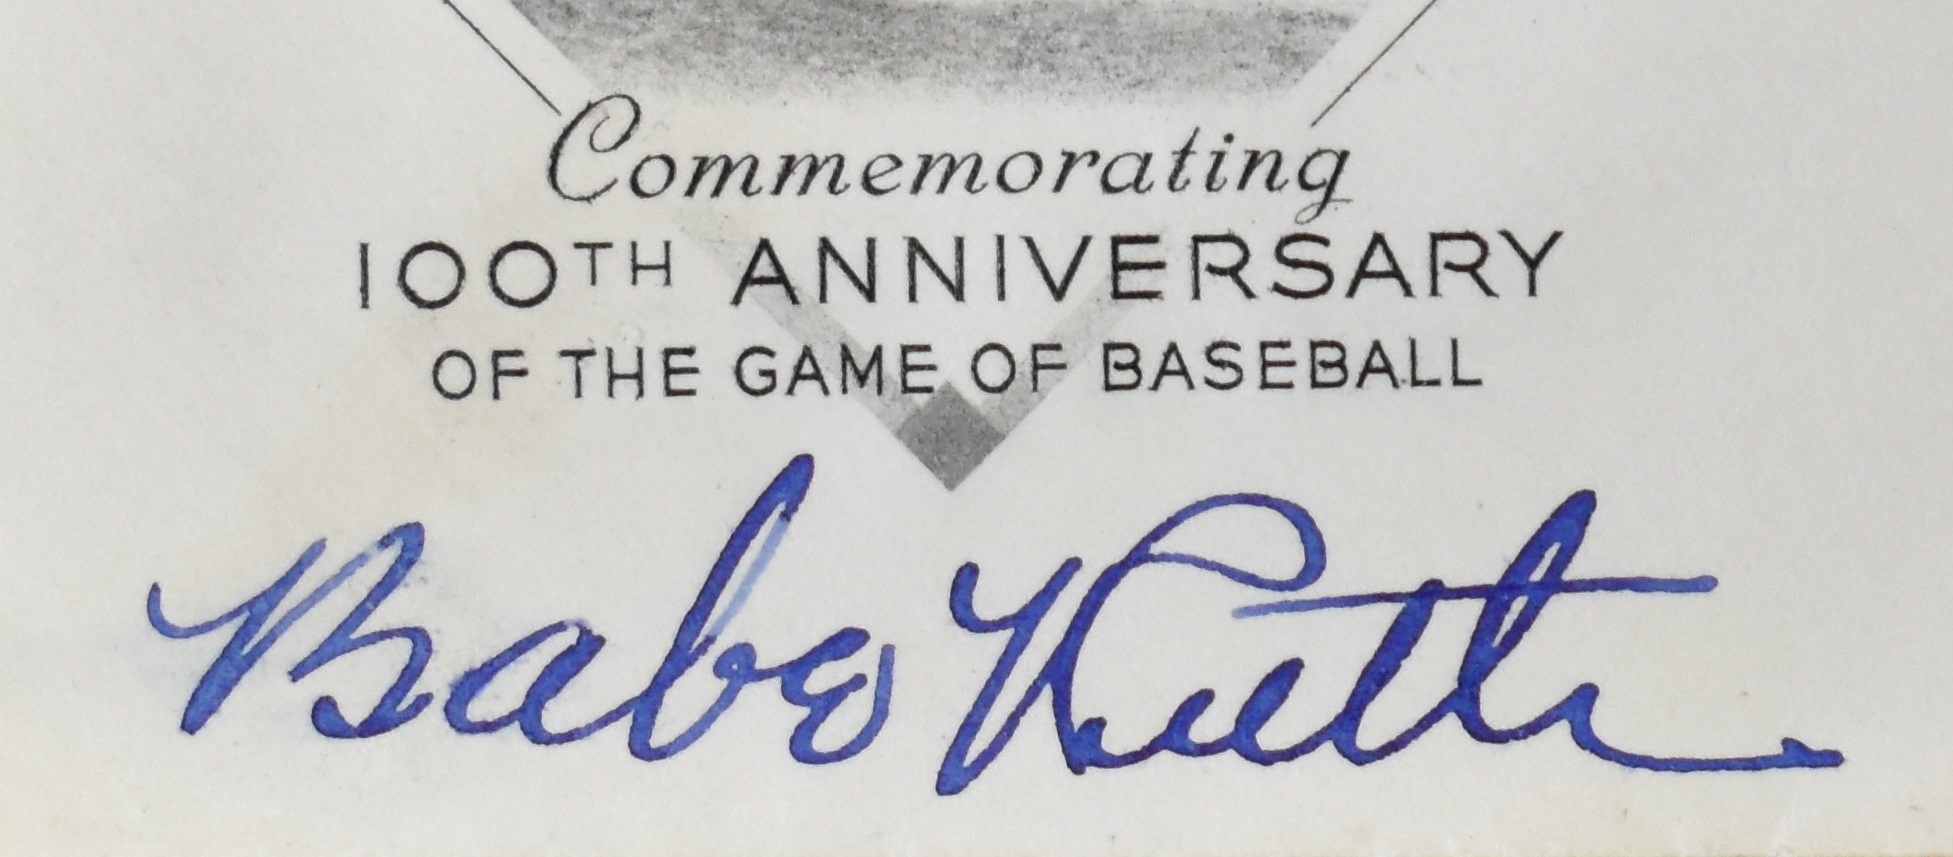 Commemorating
100TH ANNIVERSARY
OF THE GAME OF BASEBALL
Babe Ruth